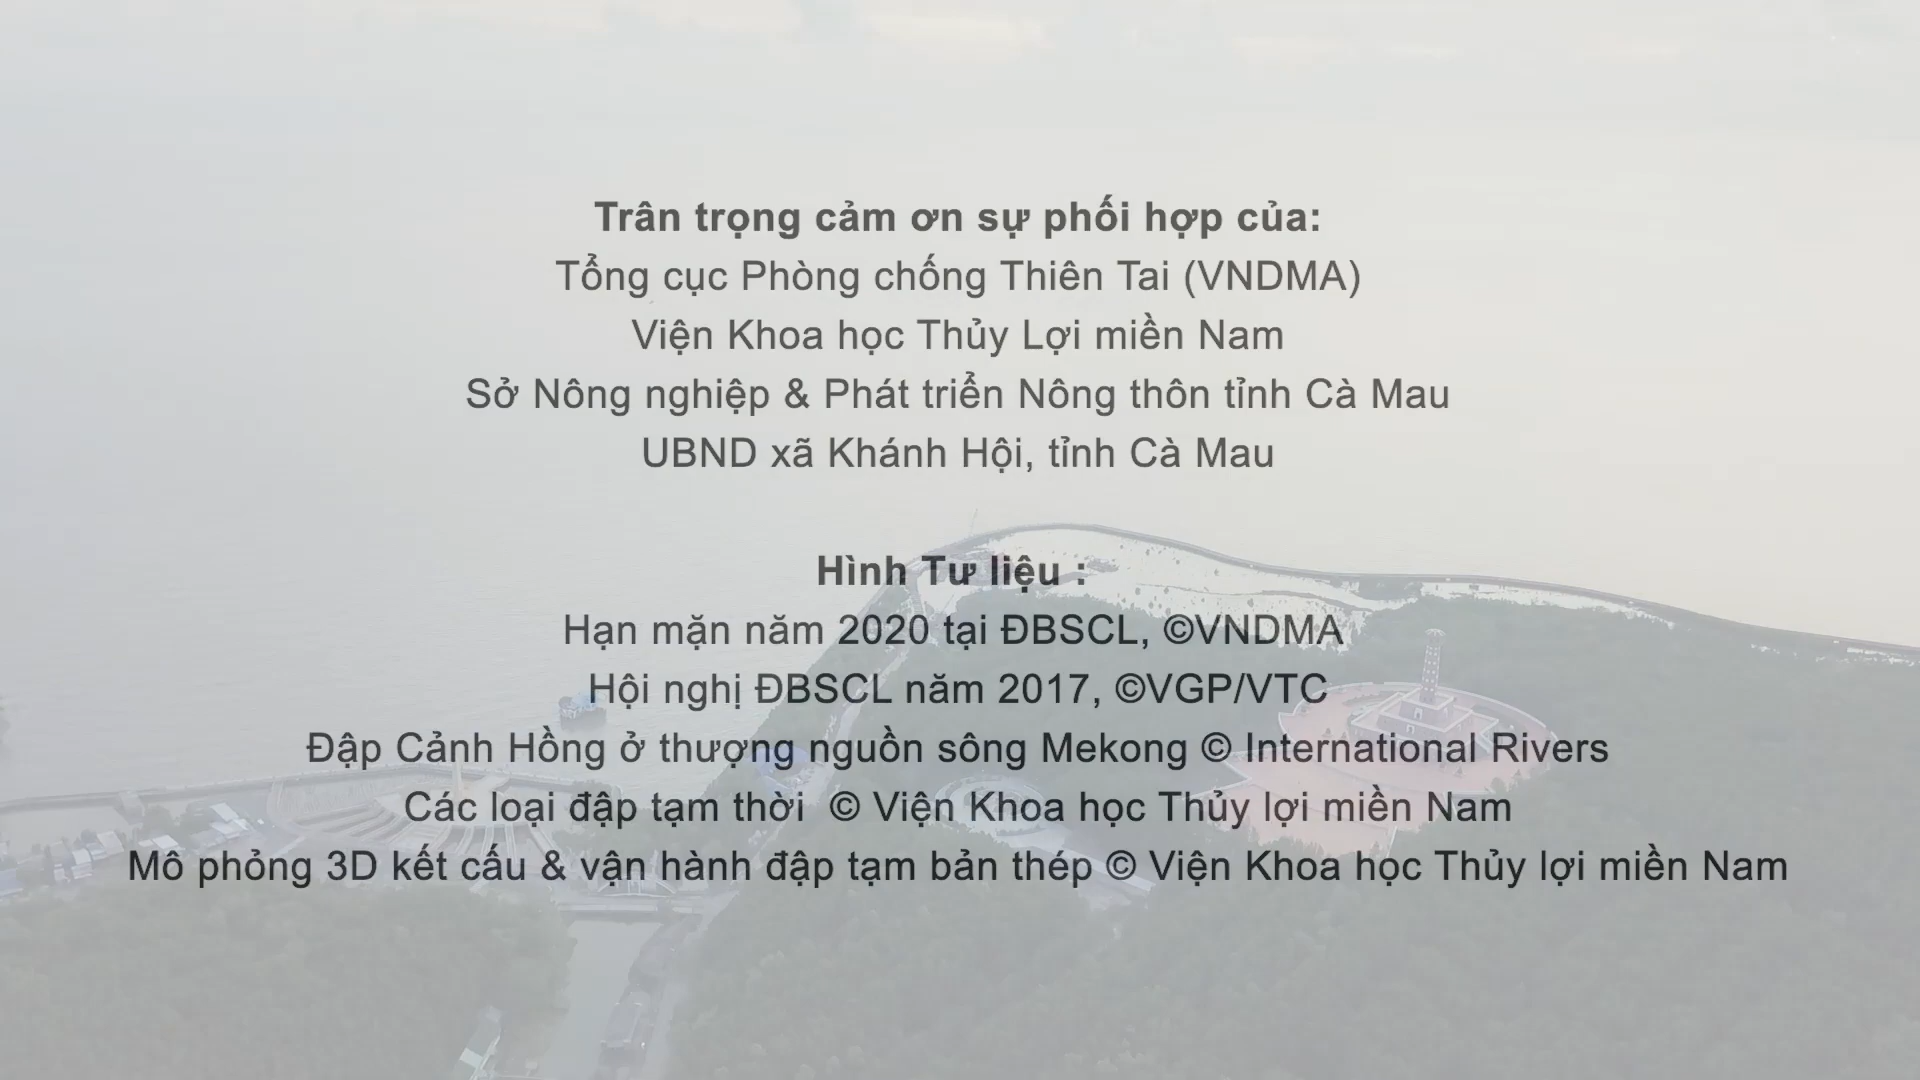 Trân trọng cảm ơn sự phối hợp của:
Tổng cục Phòng chống Thiên Tai (VNDMA)
Viện Khoa học Thủy Lợi miền Nam
Sở Nông nghiệp & Phát triển Nông thôn tỉnh Cà Mau
UBND xã Khánh Hội, tỉnh Cà Mau
Hình Tư liệu :
Hạn mặn năm 2020 tại ĐBSCL, ©VNDMA
Hội nghị ĐBSCL năm 2017, ©VGP/VTC
Đập Cảnh Hồng ở thượng nguồn sông Mekong © International Rivers
Các loại đập tạm thời © Viện Khoa học Thủy lợi miền Nam
Mô phỏng 3D kết cấu & vận hành đập tạm bản thép © Viện Khoa học Thủy lợi miền Nam